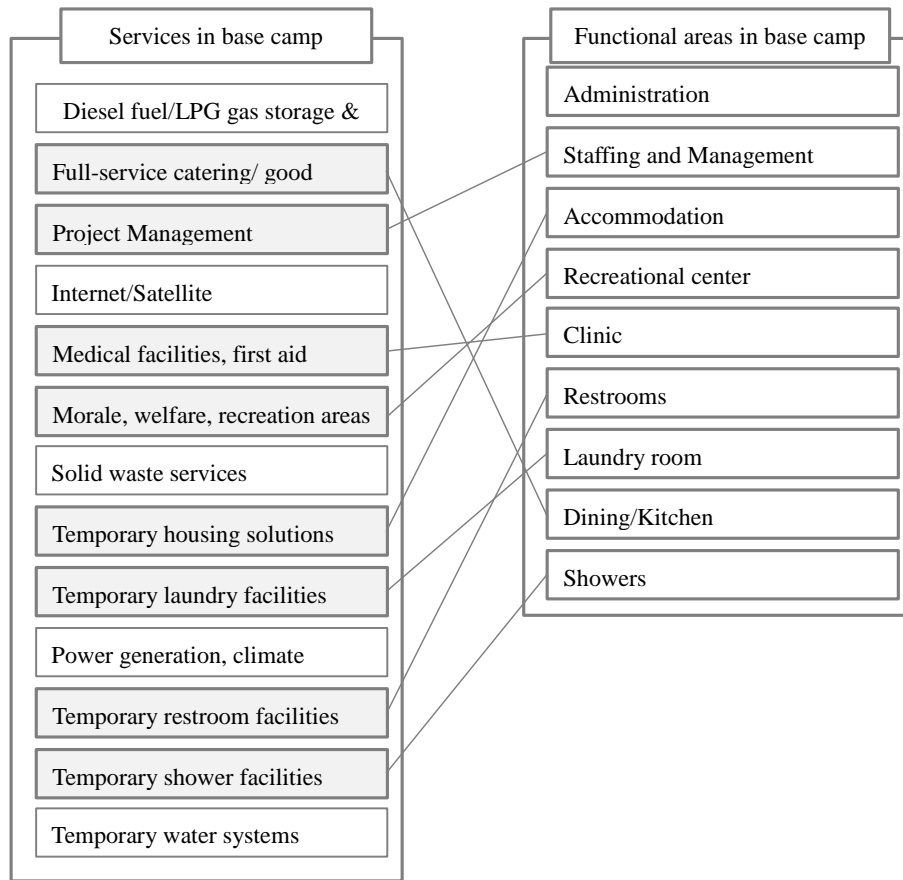 Services in base camp
Diesel fuel/LPG gas storage &
Full-service catering/ good
Project Management
Internet/Satellite
Medical facilities, first aid
Morale, welfare, recreation areas
Solid waste services
Temporary housing solutions
Temporary laundry facilities
Power generation, climate
Temporary restroom facilities
Temporary shower facilities
Temporary water systems
Functional areas in base camp
Administration
Staffing and Management
Accommodation
Recreational center
Clinic
Restrooms
Laundry room
Dining/Kitchen
Showers